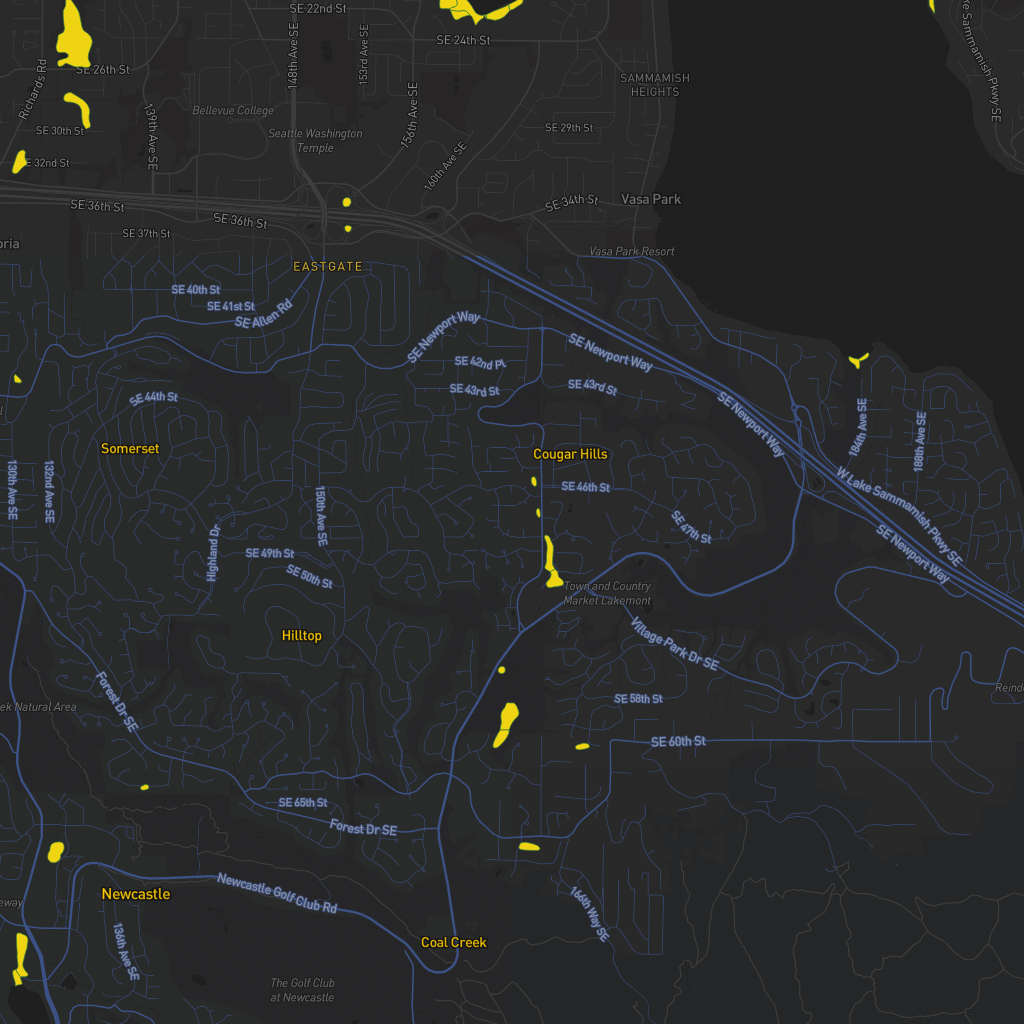 SE 22nd St
SE 24th St
148th Ave SE
153rd Ave SE
Lake Sammamish Pkwy SE
SE 26th St
Richards Rd
SAMMAMISH
HEIGHTS
156th Ave SE
139th Ave SE
Bellevue College
Seattle Washington
Temple
SE 30th St
SE 29th St
32nd St
160th Ave SE
SE 36th St
SE 36th St
SE 34th St
Vasa Park
SE 37th St
oria
Vasa Park Resort
EASTGATE
SE 40th St
SE 41st St
SE Allen Rd
SE Newport Way
SE Newport Way
SE 42nd Pl
SE 43rd St
SE 43rd St
SE 44th St
SE Newport Way
184th Ave SE
188th Ave SE
Somerset
Cougar Hills
130th Ave SE
132nd Ave SE
150th Ave SE
SE 46th St
W Lake Sammamish Pkwy SE
SE 47th St
Highland Dr
SE 49th St
SE 50th St
SE Newport Way
Town and Country
Market Lakemont
Hilltop
Village Park Dr SE
Forest Dr SE
SE 58th St
Reind
ek Natural Area
SE 60th St
SE 65th St
Forest Dr SE
Newcastle
Newcastle Golf Club Rd
eway
166th Way SE
136th Ave SE
Coal Creek
The Golf Club
at Newcastle